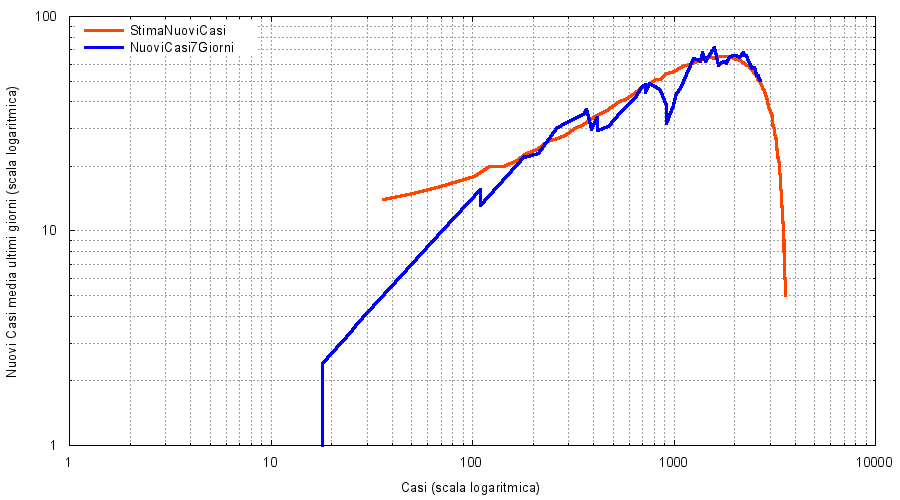 100
StimaNuoviCasi
NuoviCasi7Giorni
10
1
Nuovi Casi media ultimi giorni (scala logaritmica)
1
10
100
1000
10000
Casi (scala logaritmica)